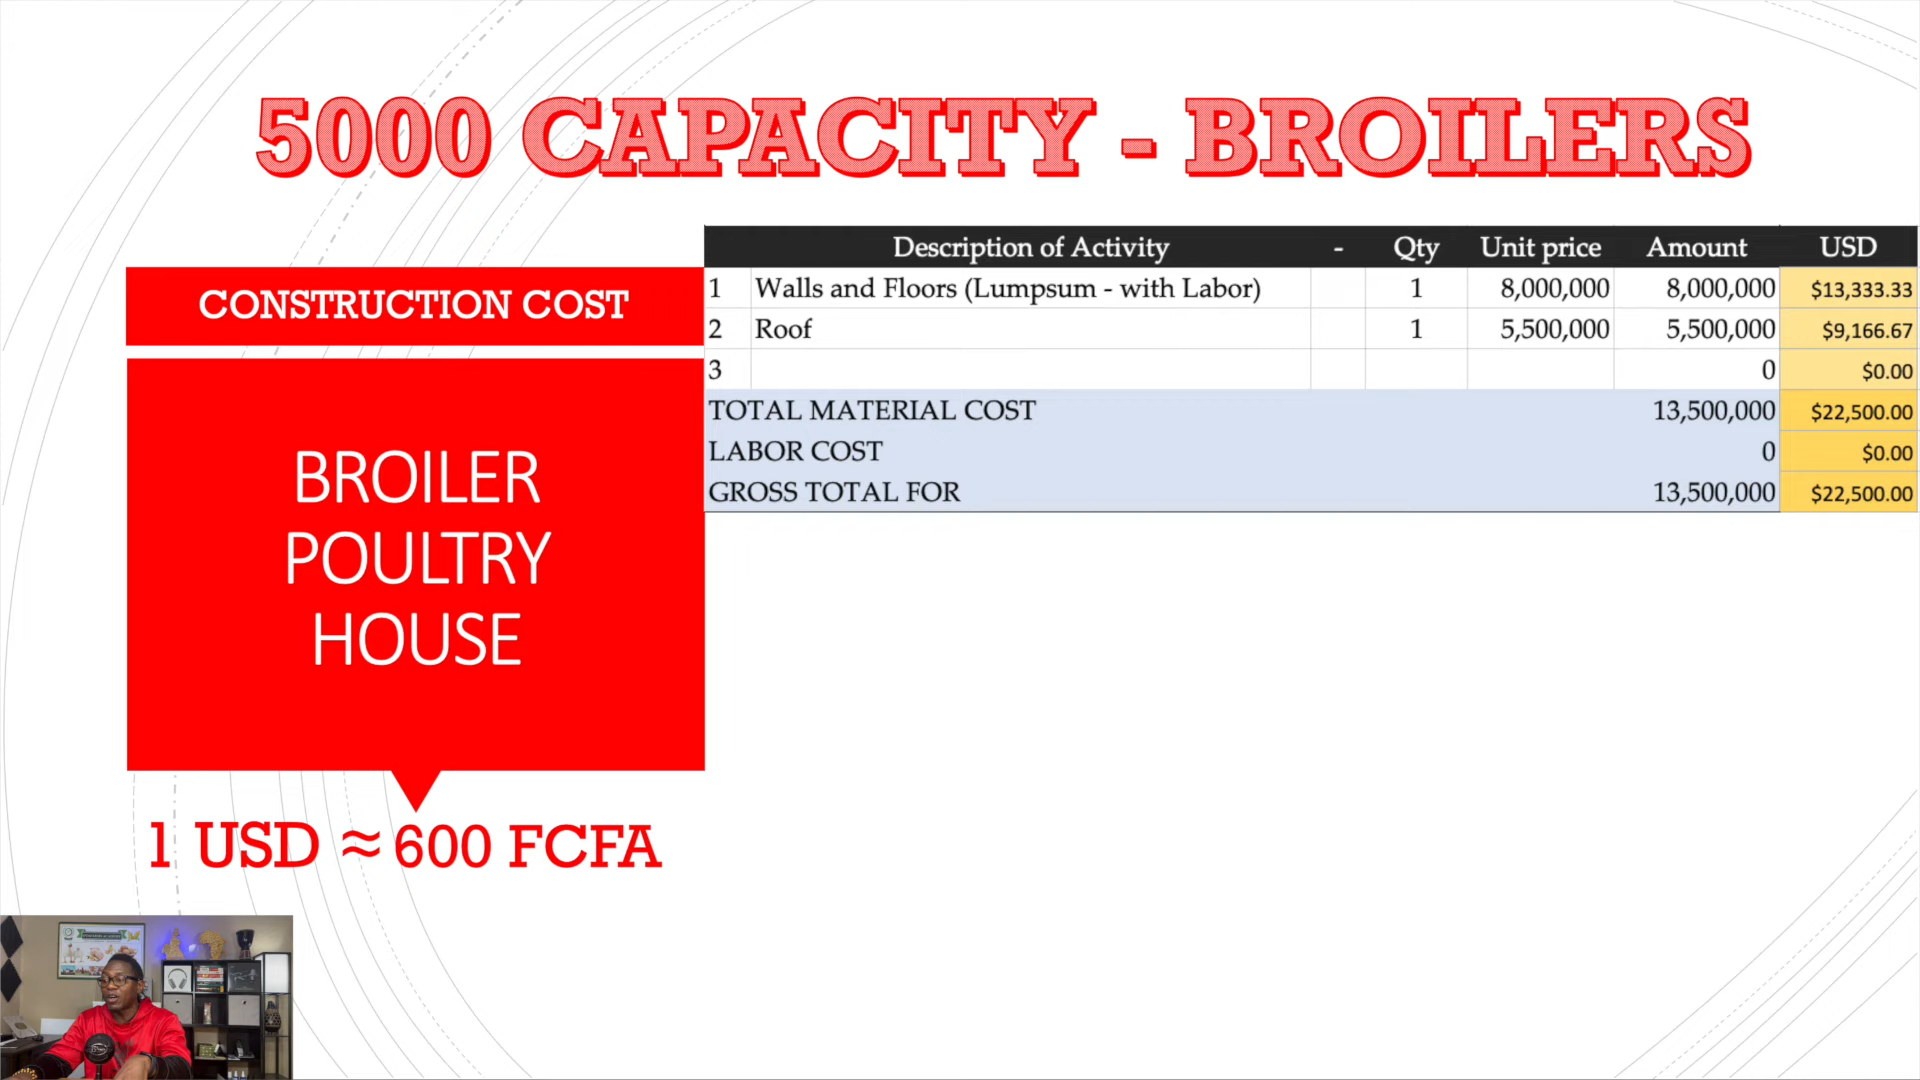 5000 CAPACITY - BROILERS
CONSTRUCTION COST
BROILER
POULTRY
HOUSE
1 USD ≈ 600 FCFA
Description of Activity - Qty Unit price Amount USD
1 Walls and Floors (Lumpsum - with Labor) 1 8,000,000 8,000,000 $13,333.33
2 Roof 1 5,500,000 5,500,000 $9,166.67
3 0 $0.00
TOTAL MATERIAL COST 13,500,000 $22,500.00
LABOR COST 0 $0.00
GROSS TOTAL FOR 13,500,000 $22,500.00